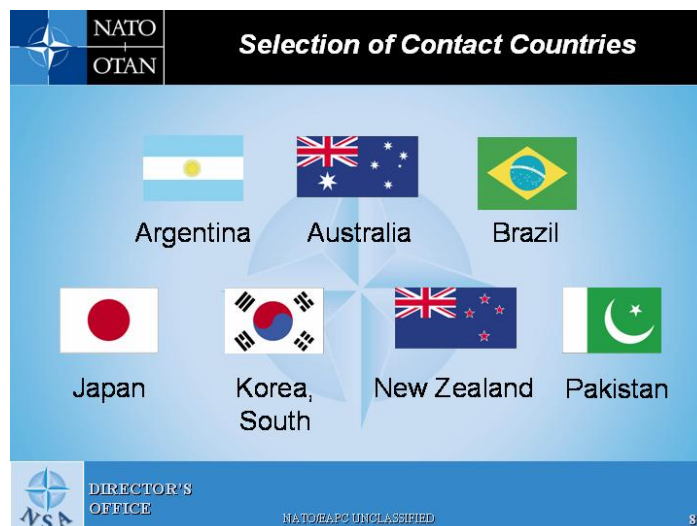 NATO
OTAN
Selection of Contact Countries
Argentina
Australia
Brazil
Japan
Korea,
South
New Zealand
Pakistan
NSA
DIRECTOR'S
OFFICE
NATO/EAPC UNCLASSIFIED
8